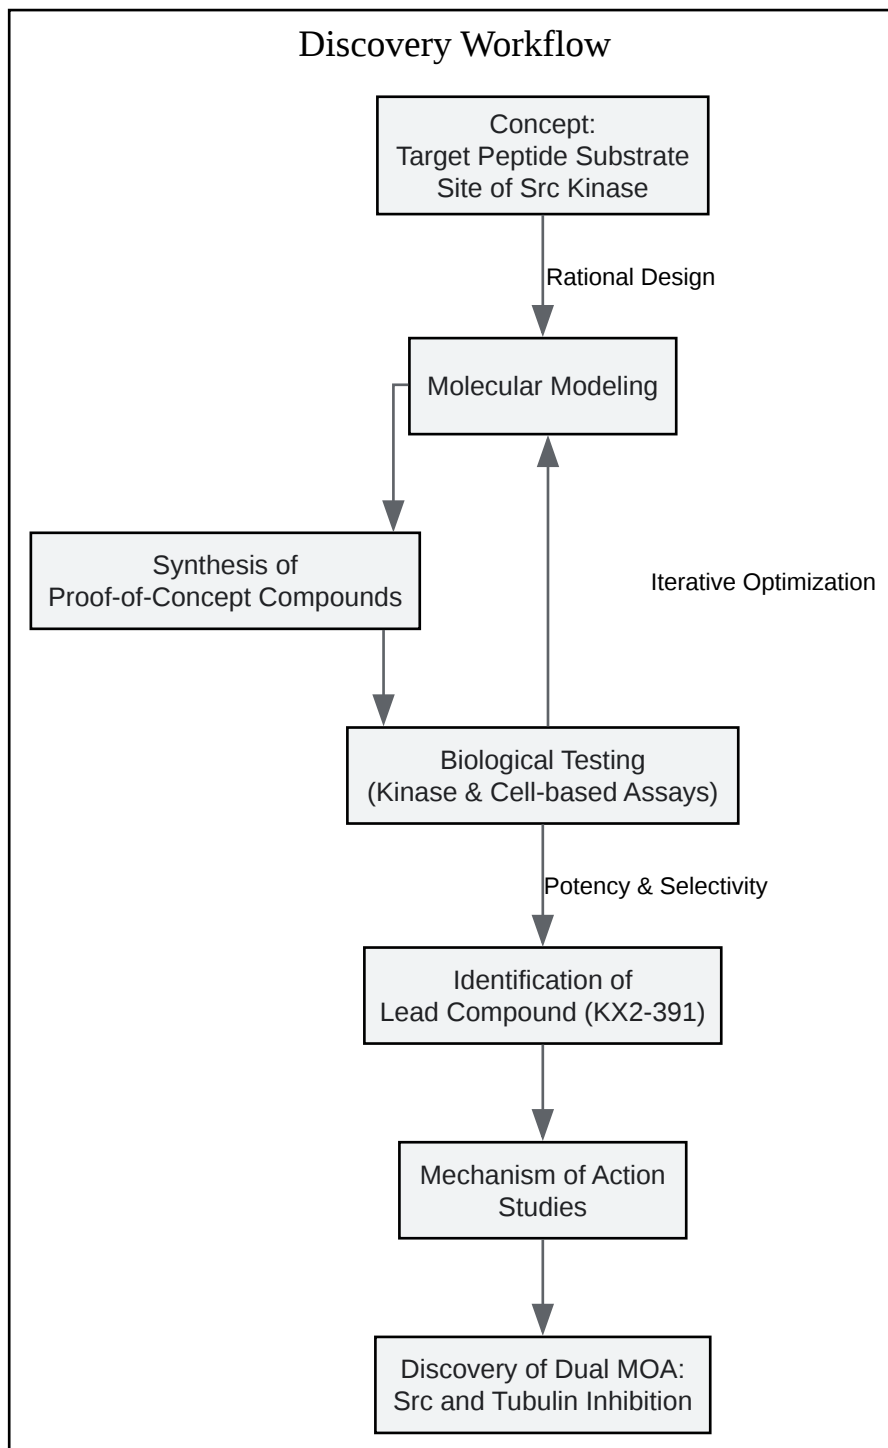 Discovery Workflow
Concept:
Target Peptide Substrate
Site of Src Kinase
Rational Design
Molecular Modeling
Synthesis of
Proof-of-Concept Compounds
Iterative Optimization
Biological Testing
(Kinase & Cell-based Assays)
Potency & Selectivity
Identification of
Lead Compound (KX2-391)
Mechanism of Action
Studies
Discovery of Dual MOA:
Src and Tubulin Inhibition